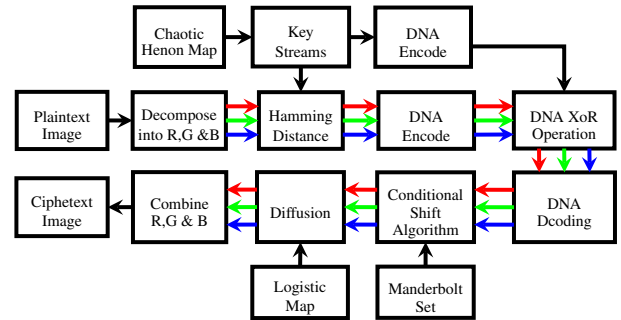 Chaotic
Henon Map
Key
Streams
DNA
Encode
Plaintext
Image
Decompose
into R,G &B
Hamming
Distance
DNA
Encode
DNA XoR
Operation
Ciphetext
Image
Combine
R,G & B
Diffusion
Conditional
Shift
Algorithm
DNA
Dcoding
Logistic
Map
Manderbolt
Set